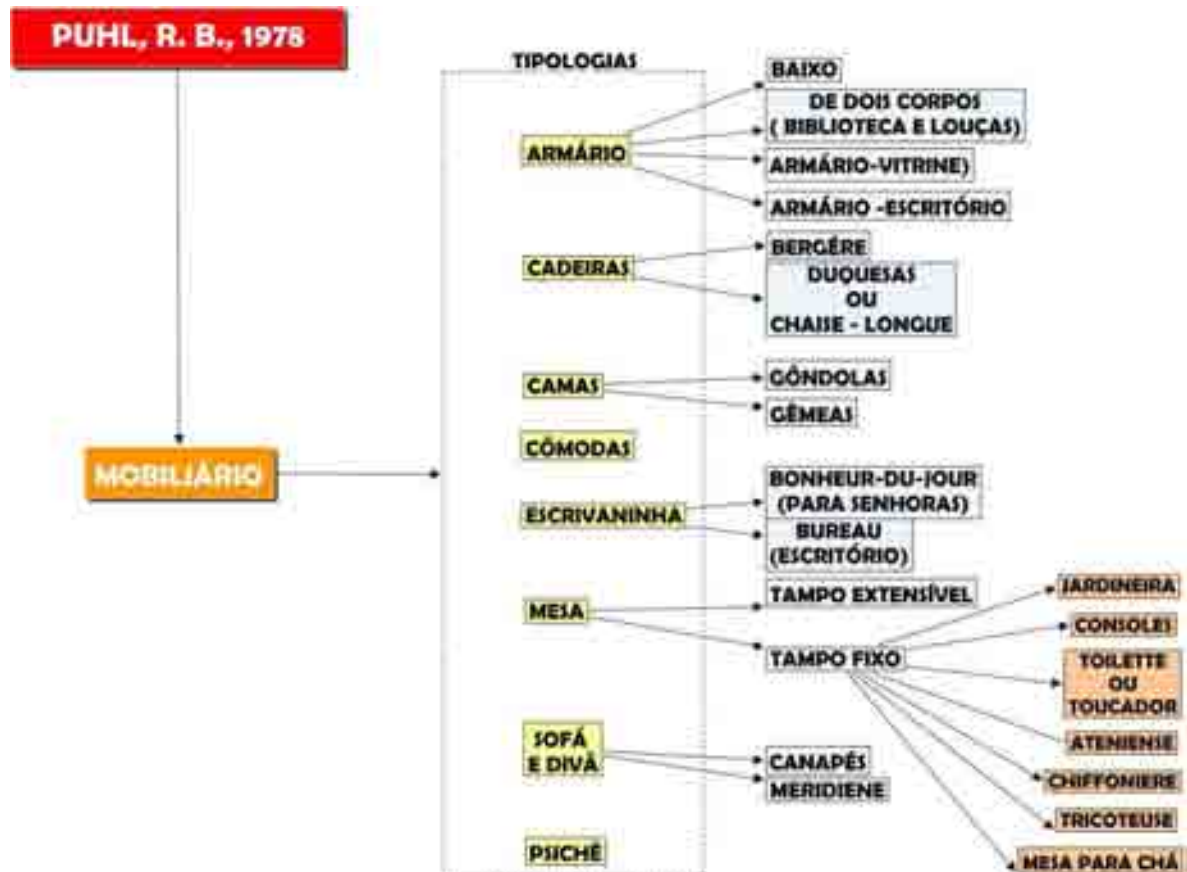 PUHL, R. B., 1978
MOBILIÁRIO
TIPOLOGIAS
ARMÁRIO
BAIXO
DE DOIS CORPOS
( BIBLIOTECA E LOUÇAS)
ARMÁRIO-VITRINE)
ARMÁRIO -ESCRITÓRIO
CADEIRAS
BERGÉRE
DUQUESAS
OU
CHAISE - LONGUE
CAMAS
GÔNDOLAS
GÊMEAS
CÔMODAS
ESCRIVANINHA
BONHEUR-DU-JOUR
(PARA SENHORAS)
BUREAU
(ESCRITÓRIO)
MESA
TAMPO EXTENSÍVEL
TAMPO FIXO
JARDINEIRA
CONSOLES
TOILETTE
OU
TOUCADOR
ATENIENSE
CHIFFONIERE
TRICOTEUSE
MESA PARA CHÁ
SOFÁ
E DIVÃ
CANAPÉS
MERIDIENE
PSICHÊ